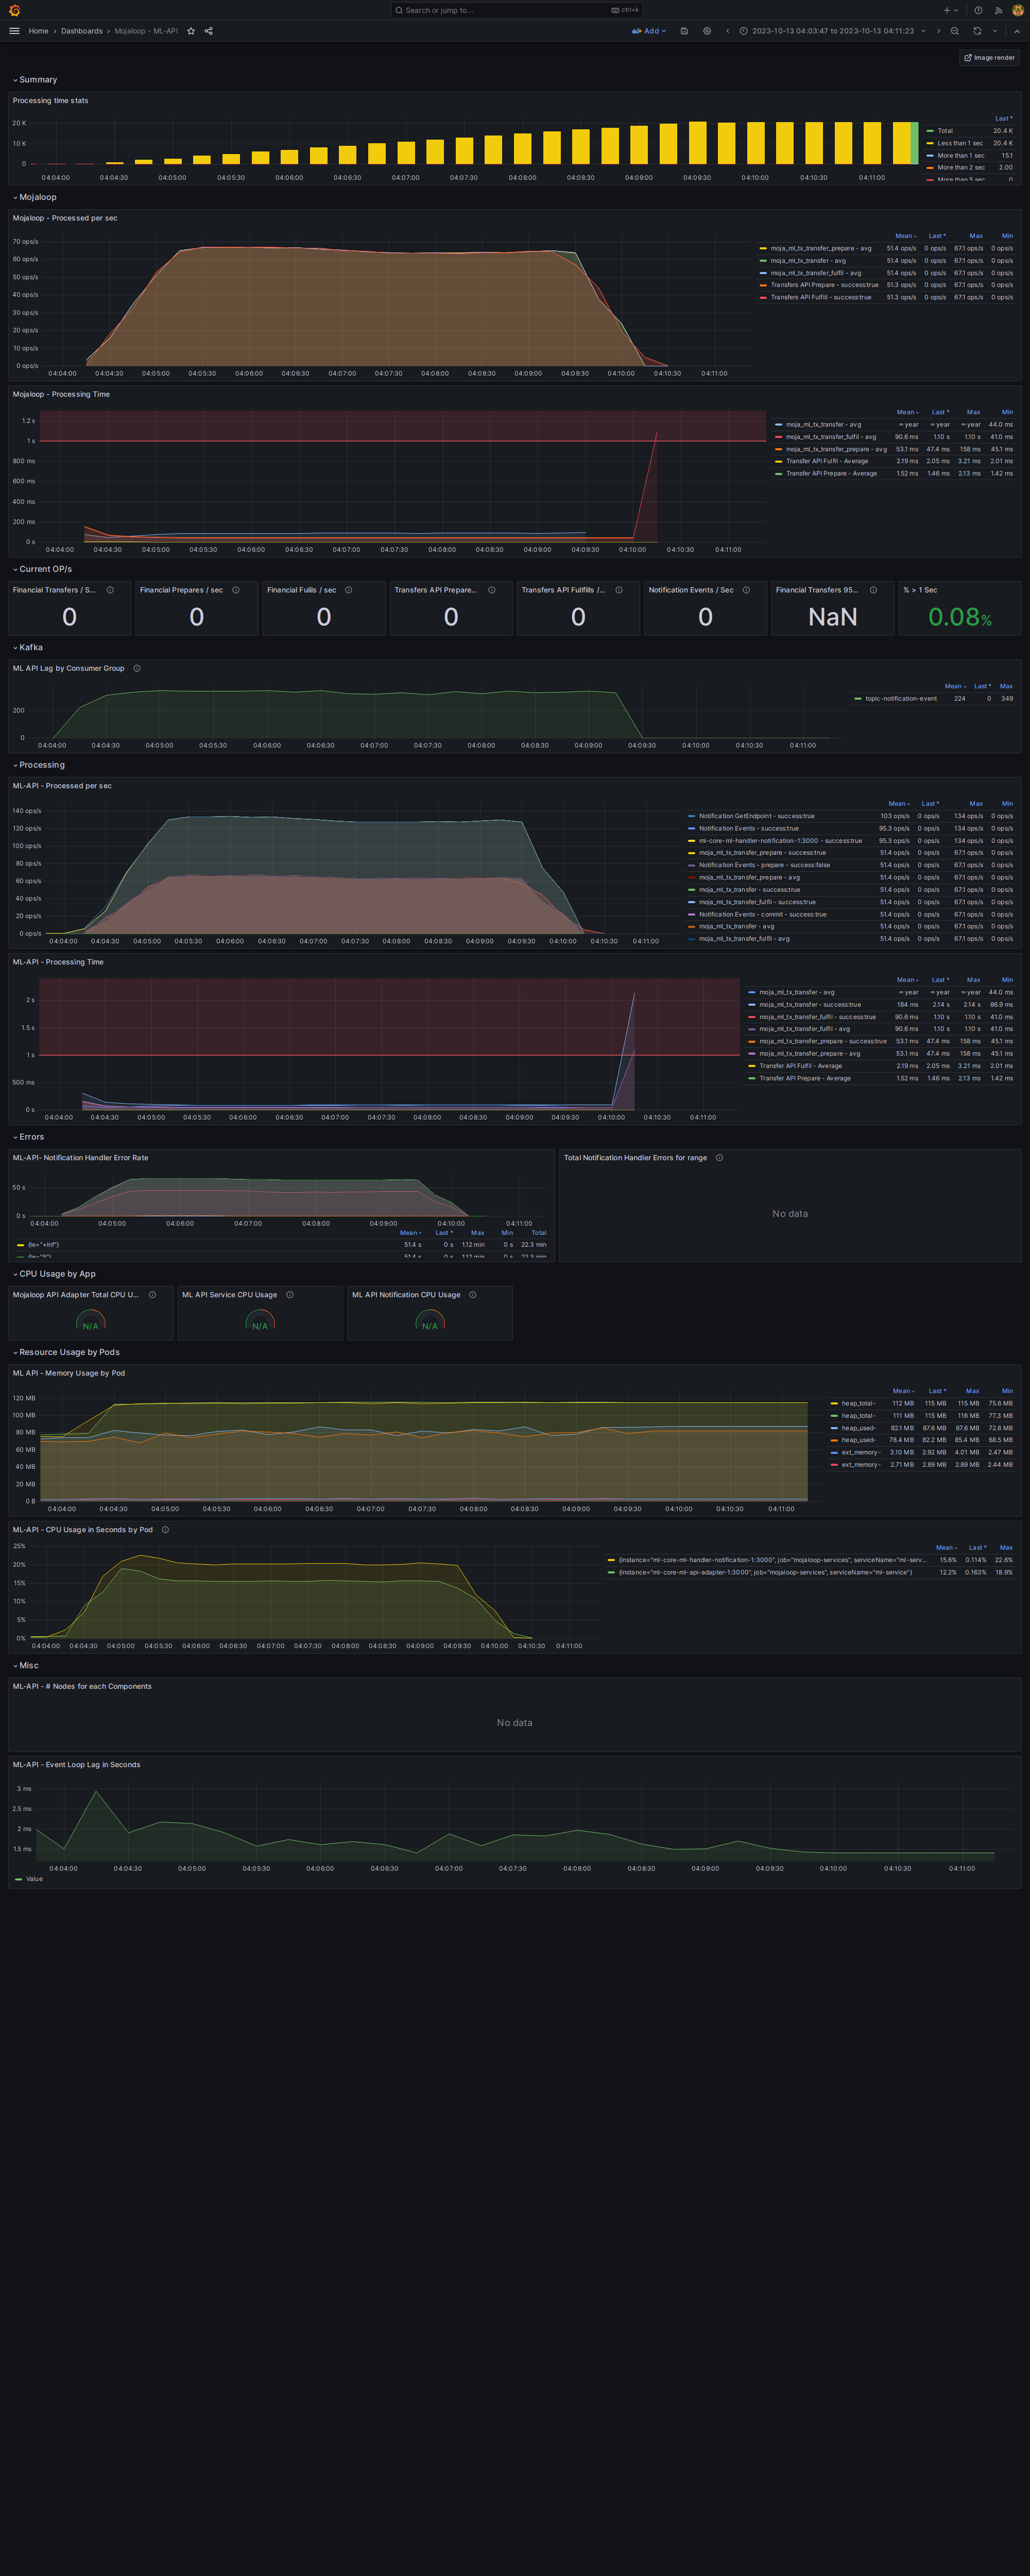 Search or jump to...
ctrl+k
Home › Dashboards › Mojaloop - ML-API
Add
2023-10-13 04:03:47 to 2023-10-13 04:11:23
Image render
Summary
Processing time stats
20 K
10 K
0
04:04:00 04:04:30 04:05:00 04:05:30 04:06:00 04:06:30 04:07:00 04:07:30 04:08:00 04:08:30 04:09:00 04:09:30 04:10:00 04:10:30 04:11:00
Last *
Total 20.4 K
Less than 1 sec 20.4 K
More than 1 sec 15.1
More than 2 sec 2.00
More than 5 sec 0
Mojaloop
Mojaloop - Processed per sec
70 ops/s
60 ops/s
50 ops/s
40 ops/s
30 ops/s
20 ops/s
10 ops/s
0 ops/s
04:04:00 04:04:30 04:05:00 04:05:30 04:06:00 04:06:30 04:07:00 04:07:30 04:08:00 04:08:30 04:09:00 04:09:30 04:10:00 04:10:30 04:11:00
Mean Last * Max Min
moja_ml_tx_transfer_prepare - avg 51.4 ops/s 0 ops/s 67.1 ops/s 0 ops/s
moja_ml_tx_transfer - avg 51.4 ops/s 0 ops/s 67.1 ops/s 0 ops/s
moja_ml_tx_transfer_fulfil - avg 51.4 ops/s 0 ops/s 67.1 ops/s 0 ops/s
Transfers API Prepare - success:true 51.3 ops/s 0 ops/s 67.1 ops/s 0 ops/s
Transfers API Fulfill - success:true 51.3 ops/s 0 ops/s 67.1 ops/s 0 ops/s
Mojaloop - Processing Time
1.2 s
1 s
800 ms
600 ms
400 ms
200 ms
0 s
04:04:00 04:04:30 04:05:00 04:05:30 04:06:00 04:06:30 04:07:00 04:07:30 04:08:00 04:08:30 04:09:00 04:09:30 04:10:00 04:10:30 04:11:00
Mean Last * Max Min
moja_ml_tx_transfer - avg ∞ year ∞ year ∞ year 44.0 ms
moja_ml_tx_transfer_fulfil - avg 90.6 ms 1.10 s 1.10 s 41.0 ms
moja_ml_tx_transfer_prepare - avg 53.1 ms 47.4 ms 158 ms 45.1 ms
Transfer API Fulfil - Average 2.19 ms 2.05 ms 3.21 ms 2.01 ms
Transfer API Prepare - Average 1.52 ms 1.46 ms 2.13 ms 1.42 ms
Current OP/s
Financial Transfers / S...
0
Financial Prepares / sec
0
Financial Fulils / sec
0
Transfers API Prepare...
0
Transfers API Fullfills /...
0
Notification Events / Sec
0
Financial Transfers 95...
NaN
% > 1 Sec
0.08%
Kafka
ML API Lag by Consumer Group
200
0
04:04:00 04:04:30 04:05:00 04:05:30 04:06:00 04:06:30 04:07:00 04:07:30 04:08:00 04:08:30 04:09:00 04:09:30 04:10:00 04:10:30 04:11:00
Mean Last * Max
topic-notification-event 224 0 349
Processing
ML-API - Processed per sec
140 ops/s
120 ops/s
100 ops/s
80 ops/s
60 ops/s
40 ops/s
20 ops/s
0 ops/s
04:04:00 04:04:30 04:05:00 04:05:30 04:06:00 04:06:30 04:07:00 04:07:30 04:08:00 04:08:30 04:09:00 04:09:30 04:10:00 04:10:30 04:11:00
Mean Last * Max Min
Notification GetEndpoint - success:true 103 ops/s 0 ops/s 134 ops/s 0 ops/s
Notification Events - success:true 95.3 ops/s 0 ops/s 134 ops/s 0 ops/s
ml-core-ml-handler-notification-1:3000 - success:true 95.3 ops/s 0 ops/s 134 ops/s 0 ops/s
moja_ml_tx_transfer_prepare - success:true 51.4 ops/s 0 ops/s 67.1 ops/s 0 ops/s
Notification Events - prepare - success:false 51.4 ops/s 0 ops/s 67.1 ops/s 0 ops/s
moja_ml_tx_transfer_prepare - avg 51.4 ops/s 0 ops/s 67.1 ops/s 0 ops/s
moja_ml_tx_transfer - success:true 51.4 ops/s 0 ops/s 67.1 ops/s 0 ops/s
moja_ml_tx_transfer_fulfil - success:true 51.4 ops/s 0 ops/s 67.1 ops/s 0 ops/s
Notification Events - commit - success:true 51.4 ops/s 0 ops/s 67.1 ops/s 0 ops/s
moja_ml_tx_transfer - avg 51.4 ops/s 0 ops/s 67.1 ops/s 0 ops/s
moja_ml_tx_transfer_fulfil - avg 51.4 ops/s 0 ops/s 67.1 ops/s 0 ops/s
ML-API - Processing Time
2 s
1.5 s
1 s
500 ms
0 s
04:04:00 04:04:30 04:05:00 04:05:30 04:06:00 04:06:30 04:07:00 04:07:30 04:08:00 04:08:30 04:09:00 04:09:30 04:10:00 04:10:30 04:11:00
Mean Last * Max Min
moja_ml_tx_transfer - avg ∞ year ∞ year ∞ year 44.0 ms
moja_ml_tx_transfer - success:true 184 ms 2.14 s 2.14 s 86.9 ms
moja_ml_tx_transfer_fulfil - success:true 90.6 ms 1.10 s 1.10 s 41.0 ms
moja_ml_tx_transfer_fulfil - avg 90.6 ms 1.10 s 1.10 s 41.0 ms
moja_ml_tx_transfer_prepare - success:true 53.1 ms 47.4 ms 158 ms 45.1 ms
moja_ml_tx_transfer_prepare - avg 53.1 ms 47.4 ms 158 ms 45.1 ms
Transfer API Fulfil - Average 2.19 ms 2.05 ms 3.21 ms 2.01 ms
Transfer API Prepare - Average 1.52 ms 1.46 ms 2.13 ms 1.42 ms
Errors
ML-API- Notification Handler Error Rate
50 s
0 s
04:04:00 04:05:00 04:06:00 04:07:00 04:08:00 04:09:00 04:10:00 04:11:00
Mean Last * Max Min Total
{le="+Inf"} 51.4 s 0 s 1.12 min 0 s 22.3 min
{le="5"} 51.4 s 0 s 1.12 min 0 s 22.3 min
Total Notification Handler Errors for range
No data
CPU Usage by App
Mojaloop API Adapter Total CPU U...
N/A
ML API Service CPU Usage
N/A
ML API Notification CPU Usage
N/A
Resource Usage by Pods
ML API - Memory Usage by Pod
120 MB
100 MB
80 MB
60 MB
40 MB
20 MB
0 B
04:04:00 04:04:30 04:05:00 04:05:30 04:06:00 04:06:30 04:07:00 04:07:30 04:08:00 04:08:30 04:09:00 04:09:30 04:10:00 04:10:30 04:11:00
Mean Last * Max Min
heap_total- 112 MB 115 MB 115 MB 75.6 MB
heap_total- 111 MB 115 MB 116 MB 77.3 MB
heap_used- 82.1 MB 87.6 MB 87.6 MB 72.6 MB
heap_used- 78.4 MB 82.2 MB 85.4 MB 68.5 MB
ext_memory- 3.10 MB 2.92 MB 4.01 MB 2.47 MB
ext_memory- 2.71 MB 2.89 MB 2.89 MB 2.44 MB
ML-API - CPU Usage in Seconds by Pod
25%
20%
15%
10%
5%
0%
04:04:00 04:04:30 04:05:00 04:05:30 04:06:00 04:06:30 04:07:00 04:07:30 04:08:00 04:08:30 04:09:00 04:09:30 04:10:00 04:10:30 04:11:00
Mean Last * Max
{instance="ml-core-ml-handler-notification-1:3000", job="mojaloop-services", serviceName="ml-serv... 15.6% 0.114% 22.6%
{instance="ml-core-ml-api-adapter-1:3000", job="mojaloop-services", serviceName="ml-service"} 12.2% 0.163% 18.9%
Misc
ML-API - # Nodes for each Components
No data
ML-API - Event Loop Lag in Seconds
3 ms
2.5 ms
2 ms
1.5 ms
04:04:00 04:04:30 04:05:00 04:05:30 04:06:00 04:06:30 04:07:00 04:07:30 04:08:00 04:08:30 04:09:00 04:09:30 04:10:00 04:10:30 04:11:00
Value